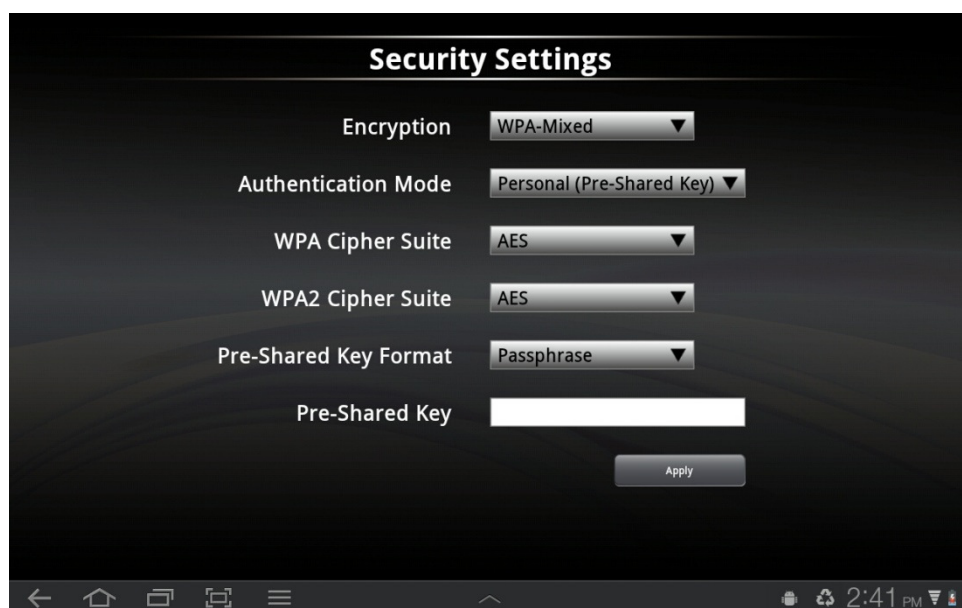 Security Settings
Encryption WPA-Mixed
Authentication Mode Personal (Pre-Shared Key)
WPA Cipher Suite AES
WPA2 Cipher Suite AES
Pre-Shared Key Format Passphrase
Pre-Shared Key
Apply
2:41 PM